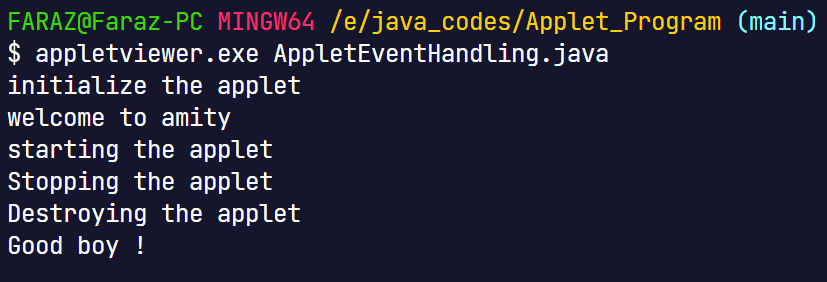 FARAZ@Faraz-PC MINGW64 /e/java_codes/Applet_Program (main)
$ appletviewer.exe AppletEventHandling.java
initialize the applet
welcome to amity
starting the applet
Stopping the applet
Destroying the applet
Good boy !